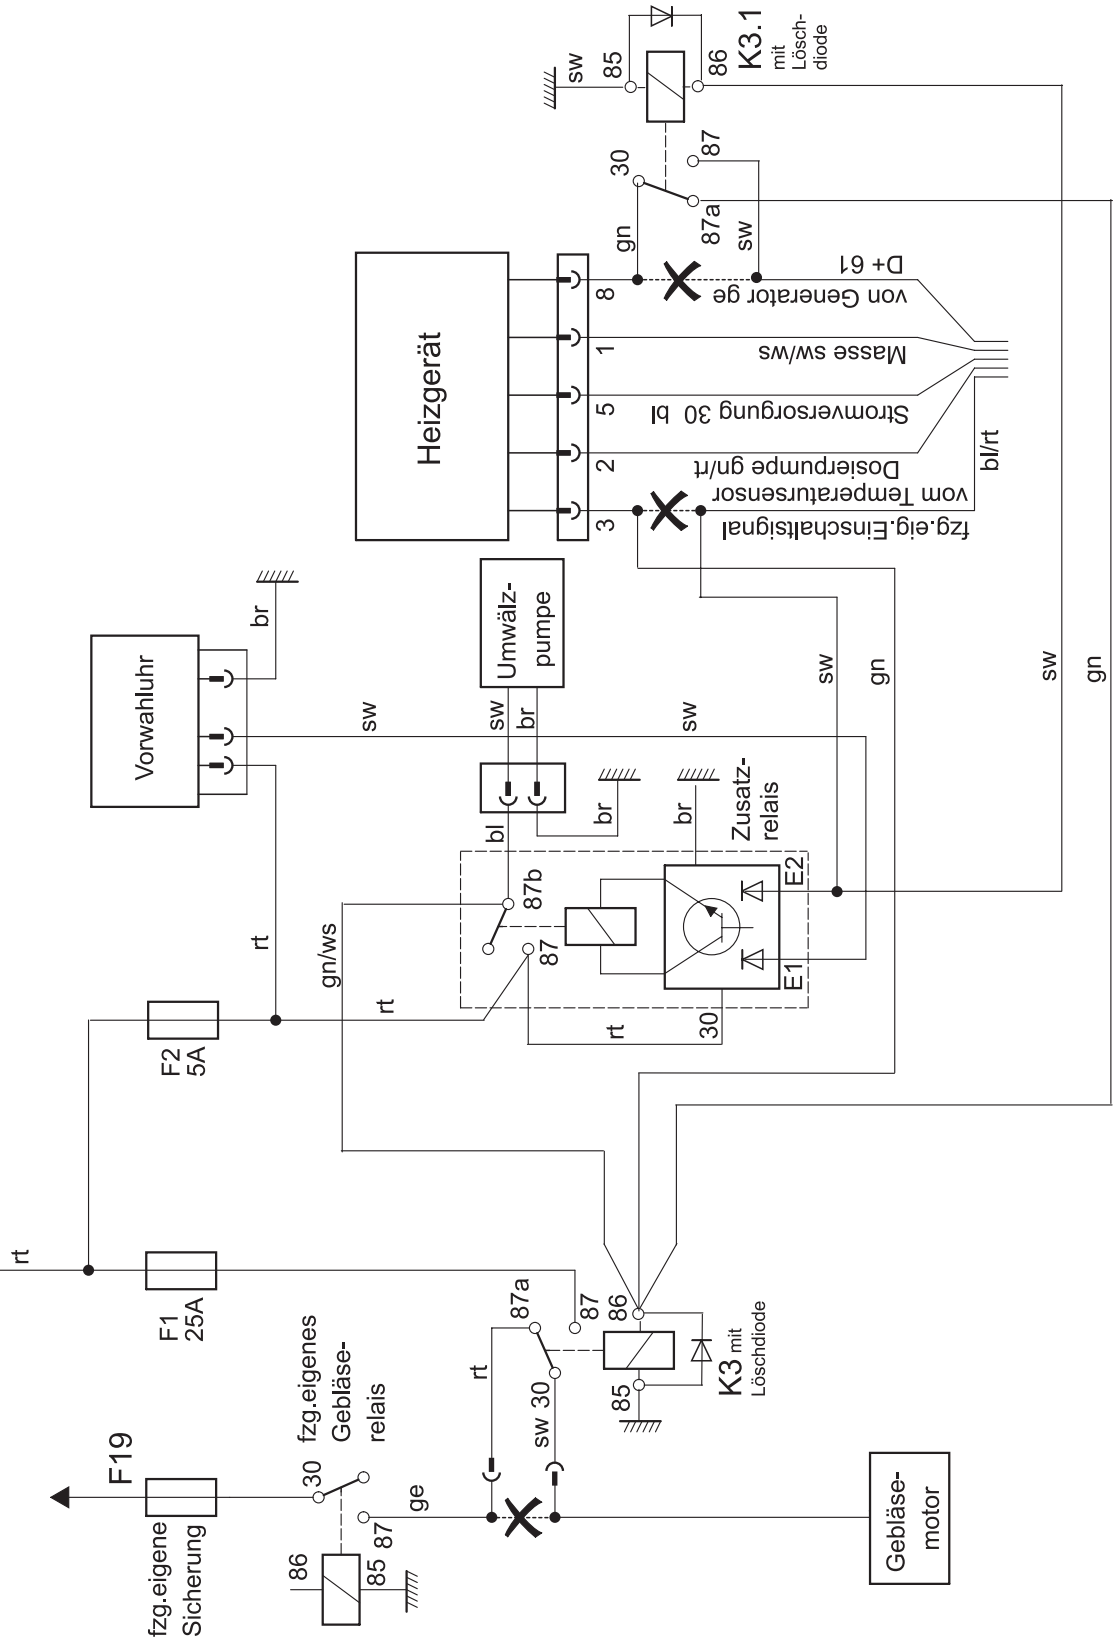 fzg.eigene
Sicherung
F19
86
85
30
87
fzg.eigenes
Gebläse-
relais
ge
F1
25A
rt
F2
5A
rt
rt
Vorwahluhr
br
sw
gn/ws
rt
sw 30
87a
87
85
86
K3 mit
Löschdiode
Gebläse-
motor
87b
87
bl
sw
br
Umwälz-
pumpe
br
rt
30
br
Zusatz-
relais
E1
E2
sw
sw
gn
sw
gn
Heizgerät
3
2
5
1
8
fzg.eig.Einschaltsignal
vom Temperatursensor
bl/rt
Dosierpumpe gn/rt
Stromversorgung 30 bl
Masse sw/ws
von Generator ge
D+ 61
gn
sw
30
87a
87
sw
85
86
K3.1
mit
Lösch-
diode
rt